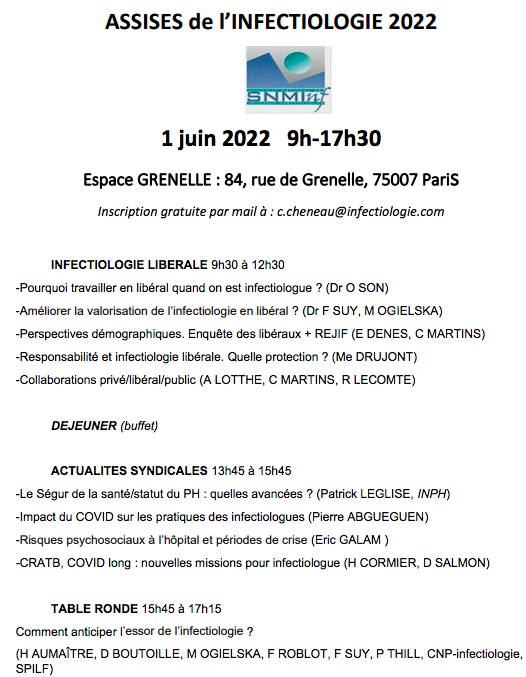 ASSISES de l'INFECTIOLOGIE 2022
SNMInf
1 juin 2022 9h-17h30
Espace GRENELLE : 84, rue de Grenelle, 75007 PariS
Inscription gratuite par mail à : c.cheneau@infectiologie.com
INFECTIOLOGIE LIBERALE 9h30 à 12h30
-Pourquoi travailler en libéral quand on est infectiologue ? (Dr O SON)
-Améliorer la valorisation de l'infectiologie en libéral ? (Dr F SUY, M OGIELSKA)
-Perspectives démographiques. Enquête des libéraux + REJIF (E DENES, C MARTINS)
-Responsabilité et infectiologie libérale. Quelle protection ? (Me DRUJONT)
-Collaborations privé/libéral/public (A LOTTHE, C MARTINS, R LECOMTE)
DEJEUNER (buffet)
ACTUALITES SYNDICALES 13h45 à 15h45
-Le Ségur de la santé/statut du PH : quelles avancées ? (Patrick LEGLISE, INPH)
-Impact du COVID sur les pratiques des infectiologues (Pierre ABGUEGUEN)
-Risques psychosociaux à l'hôpital et périodes de crise (Eric GALAM )
-CRATB, COVID long : nouvelles missions pour infectiologue (H CORMIER, D SALMON)
TABLE RONDE 15h45 à 17h15
Comment anticiper l'essor de l'infectiologie ?
(H AUMAÎTRE, D BOUTOILLE, M OGIELSKA, F ROBLOT, F SUY, P THILL, CNP-infectiologie,
SPILF)